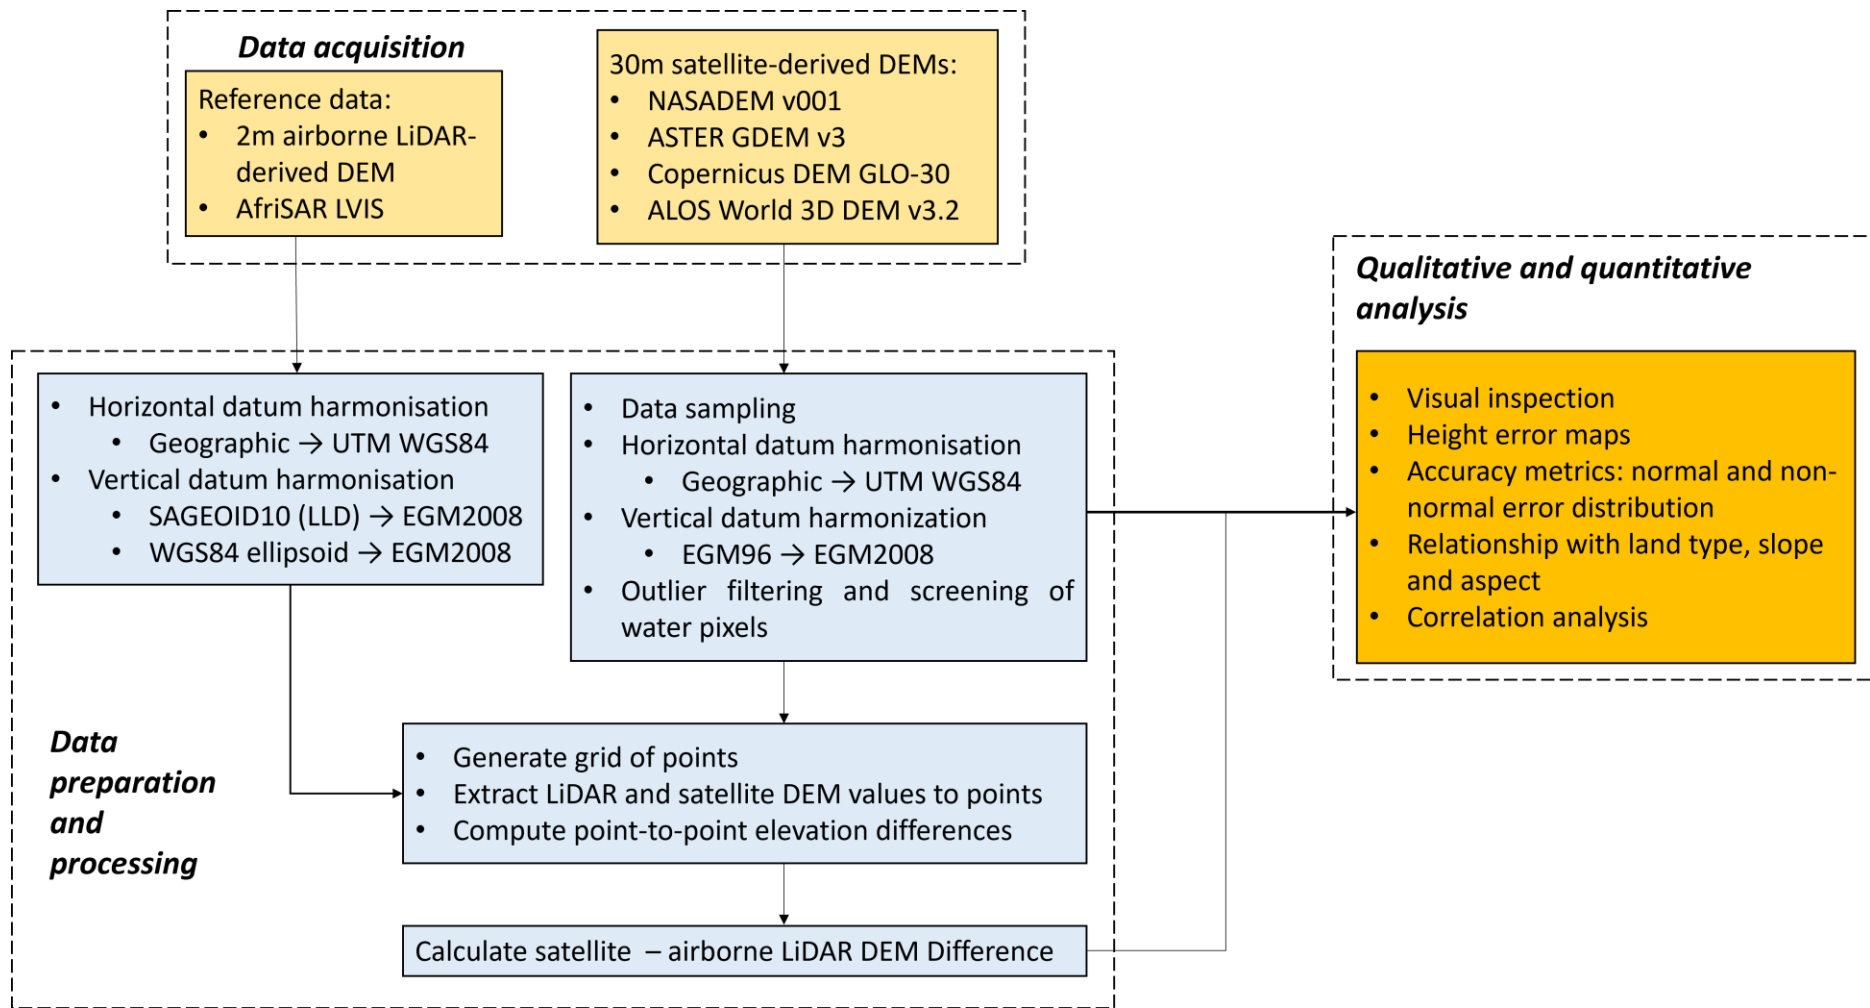 Data acquisition
Reference data:
• 2m airborne LiDAR-
derived DEM
• AfriSAR LVIS
30m satellite-derived DEMs:
• NASADEM v001
• ASTER GDEM v3
• Copernicus DEM GLO-30
• ALOS World 3D DEM v3.2
• Horizontal datum harmonisation
• Geographic → UTM WGS84
• Vertical datum harmonisation
• SAGEOID10 (LLD) → EGM2008
• WGS84 ellipsoid → EGM2008
• Data sampling
• Horizontal datum harmonisation
• Geographic → UTM WGS84
• Vertical datum harmonization
• EGM96 → EGM2008
• Outlier filtering and screening of
water pixels
Data
preparation
and
processing
• Generate grid of points
• Extract LiDAR and satellite DEM values to points
• Compute point-to-point elevation differences
Calculate satellite – airborne LiDAR DEM Difference
Qualitative and quantitative
analysis
• Visual inspection
• Height error maps
• Accuracy metrics: normal and non-
normal error distribution
• Relationship with land type, slope
and aspect
• Correlation analysis